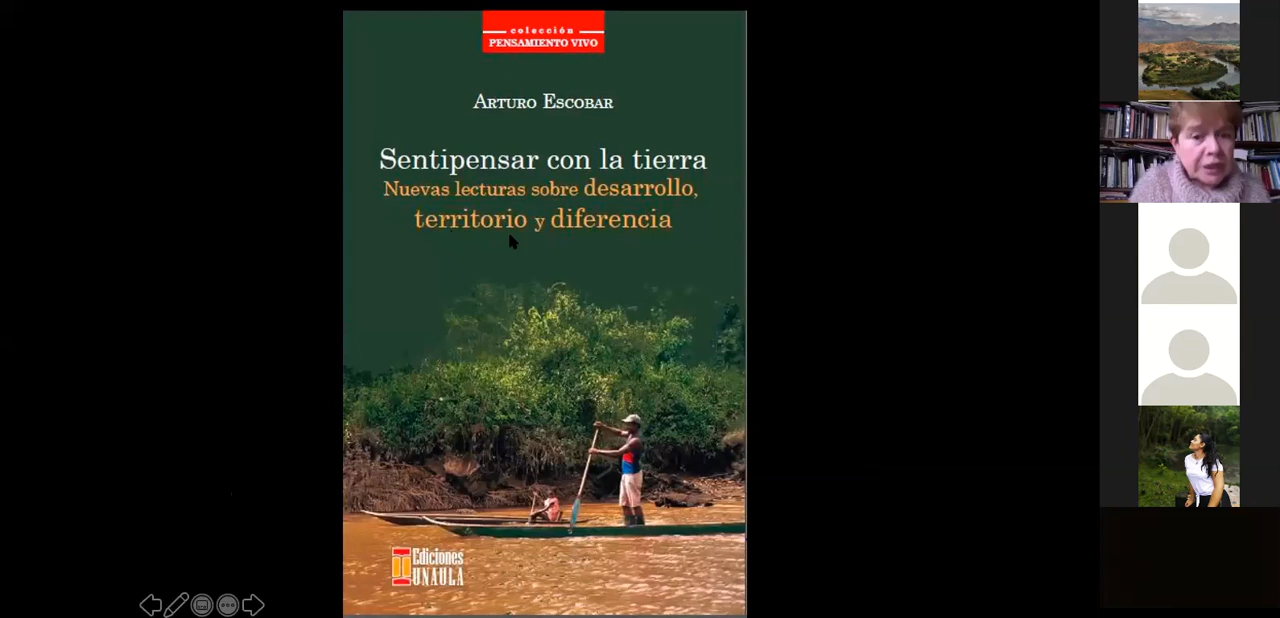 colección
PENSAMIENTO VIVO
ARTURO ESCOBAR
Sentipensar con la tierra
Nuevas lecturas sobre desarrollo,
territorio y diferencia
Ediciones
UNAULA